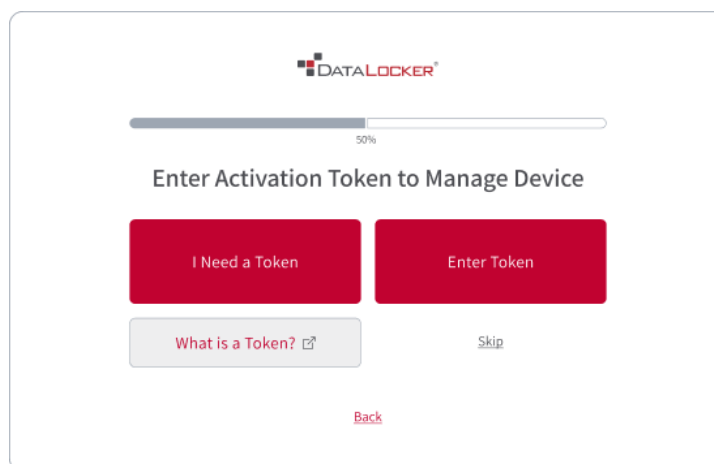 DATALOCKER®
50%
Enter Activation Token to Manage Device
I Need a Token
Enter Token
What is a Token?
Skip
Back